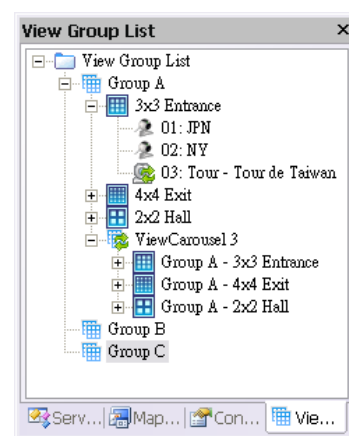 View Group List
View Group List
Group A
3x3 Entrance
01: JPN
02: NY
03: Tour - Tour de Taiwan
4x4 Exit
2x2 Hall
ViewCarousel 3
Group A - 3x3 Entrance
Group A - 4x4 Exit
Group A - 2x2 Hall
Group B
Group C
Serv... Map... Con... Vie...